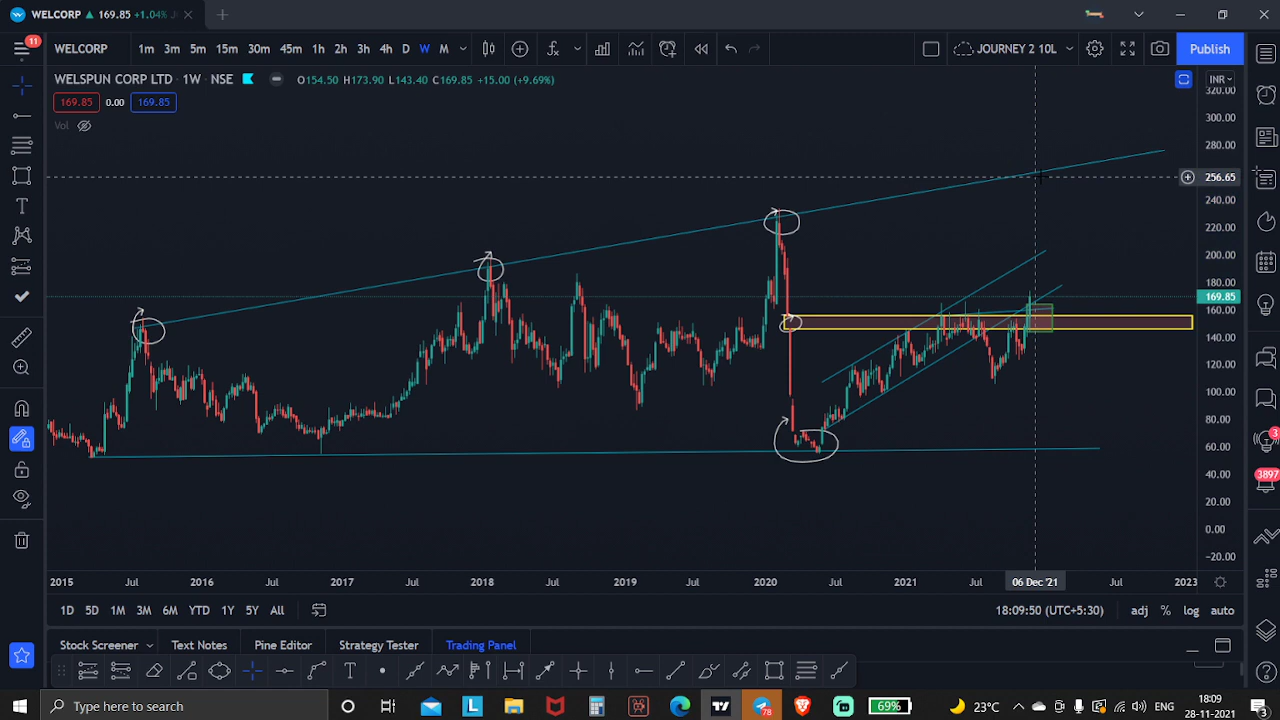 WELCORP ▲ 169.85 +1.04%
11
WELCORP 1m 3m 5m 15m 30m 45m 1h 2h 3h 4h D W M JOURNEY 2 10L Publish
WELSPUN CORP LTD · 1W · NSE O154.50 H173.90 L143.40 C169.85 +15.00 (+9.69%) INR
169.85 0.00 169.85
Vol
320.00
300.00
280.00
256.65
240.00
220.00
200.00
180.00
169.85
160.00
140.00
120.00
100.00
80.00
60.00
40.00
20.00
0.00
−20.00
3
3897
2015 Jul 2016 Jul 2017 Jul 2018 Jul 2019 Jul 2020 Jul 2021 Jul 06 Dec '21 Jul 2023
1D 5D 1M 3M 6M YTD 1Y 5Y All 18:09:50 (UTC+5:30) adj % log auto
Stock Screener Text Notes Pine Editor Strategy Tester Trading Panel
Type here to search 78 69% 23°C ENG 18:09
28-11-2021 3